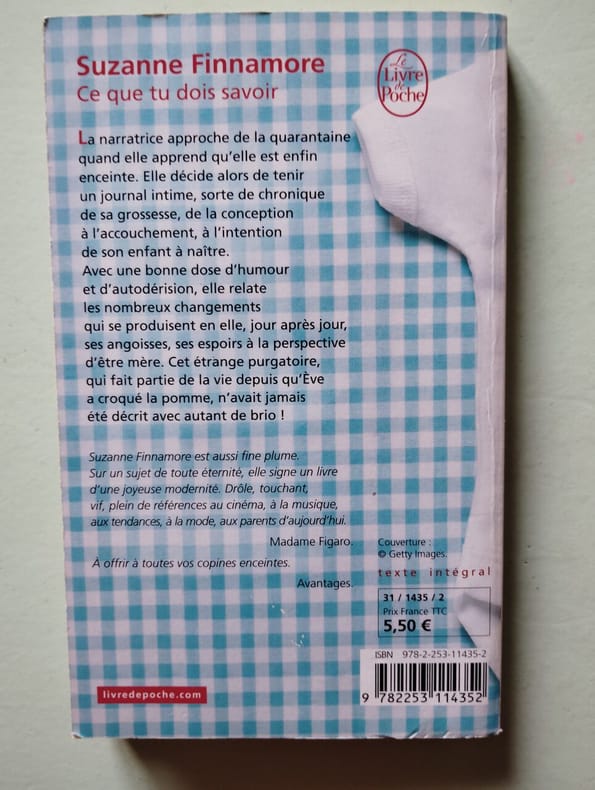 Suzanne Finnamore
Ce que tu dois savoir
Le
Livre
de
Poche
La narratrice approche de la quarantaine
quand elle apprend qu'elle est enfin
enceinte. Elle décide alors de tenir
un journal intime, sorte de chronique
de sa grossesse, de la conception
à l'accouchement, à l'intention
de son enfant à naître.
Avec une bonne dose d'humour
et d'autodérision, elle relate
les nombreux changements
qui se produisent en elle, jour après jour,
ses angoisses, ses espoirs à la perspective
d'être mère. Cet étrange purgatoire,
qui fait partie de la vie depuis qu'Ève
a croqué la pomme, n'avait jamais
été décrit avec autant de brio !
Suzanne Finnamore est aussi fine plume.
Sur un sujet de toute éternité, elle signe un livre
d'une joyeuse modernité. Drôle, touchant,
vif, plein de références au cinéma, à la musique,
aux tendances, à la mode, aux parents d'aujourd'hui.
Madame Figaro.
À offrir à toutes vos copines enceintes.
Avantages.
Couverture :
© Getty Images.
texte intégral
31 / 1435 / 2
Prix France TTC
5,50 €
ISBN 978-2-253-11435-2
9 782253 114352
livredepoche.com